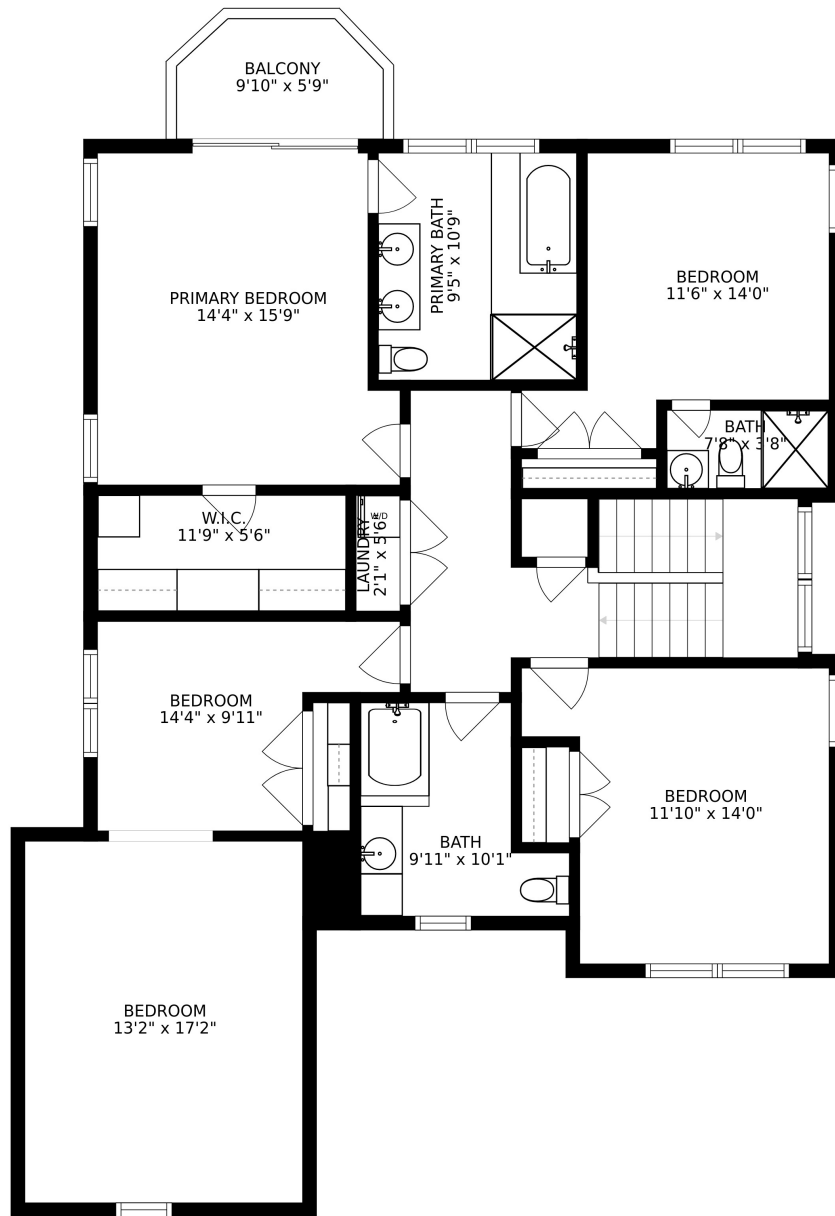 BALCONY
9'10" x 5'9"
PRIMARY BEDROOM
14'4" x 15'9"
PRIMARY BATH
9'5" x 10'9"
BEDROOM
11'6" x 14'0"
BATH
7'8" x 3'8"
W.I.C.
11'9" x 5'6"
LAUNDRY
2'1" x 5'6"
W/D
BEDROOM
14'4" x 9'11"
BATH
9'11" x 10'1"
BEDROOM
11'10" x 14'0"
BEDROOM
13'2" x 17'2"